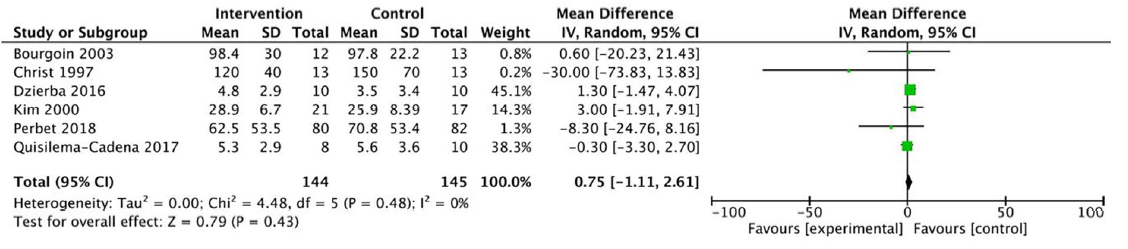 Intervention Control Mean Difference Mean Difference
Study or Subgroup Mean SD Total Mean SD Total Weight IV, Random, 95% CI IV, Random, 95% CI
Bourgoin 2003 98.4 30 12 97.8 22.2 13 0.8% 0.60 [-20.23, 21.43]
Christ 1997 120 40 13 150 70 13 0.2% -30.00 [-73.83, 13.83]
Dzierba 2016 4.8 2.9 10 3.5 3.4 10 45.1% 1.30 [-1.47, 4.07]
Kim 2000 28.9 6.7 21 25.9 8.39 17 14.3% 3.00 [-1.91, 7.91]
Perbet 2018 62.5 53.5 80 70.8 53.4 82 1.3% -8.30 [-24.76, 8.16]
Quisilema-Cadena 2017 5.3 2.9 8 5.6 3.6 10 38.3% -0.30 [-3.30, 2.70]
Total (95% CI) 144 145 100.0% 0.75 [-1.11, 2.61]
Heterogeneity: Tau² = 0.00; Chi² = 4.48, df = 5 (P = 0.48); I² = 0%
Test for overall effect: Z = 0.79 (P = 0.43)
-100 -50 0 50 100
Favours [experimental] Favours [control]